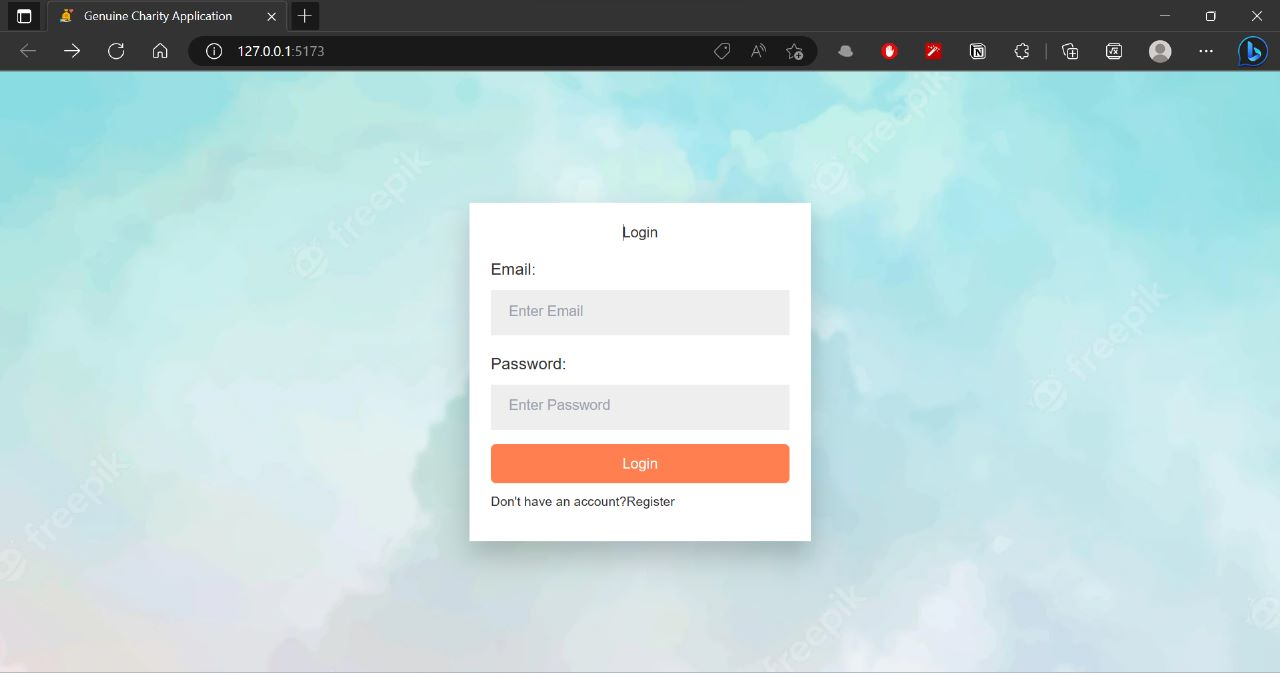 Genuine Charity Application
127.0.0.1:5173
Login
Email:
Enter Email
Password:
Enter Password
Login
Don't have an account?Register
freepik
freepik
freepik
freepik
freepik